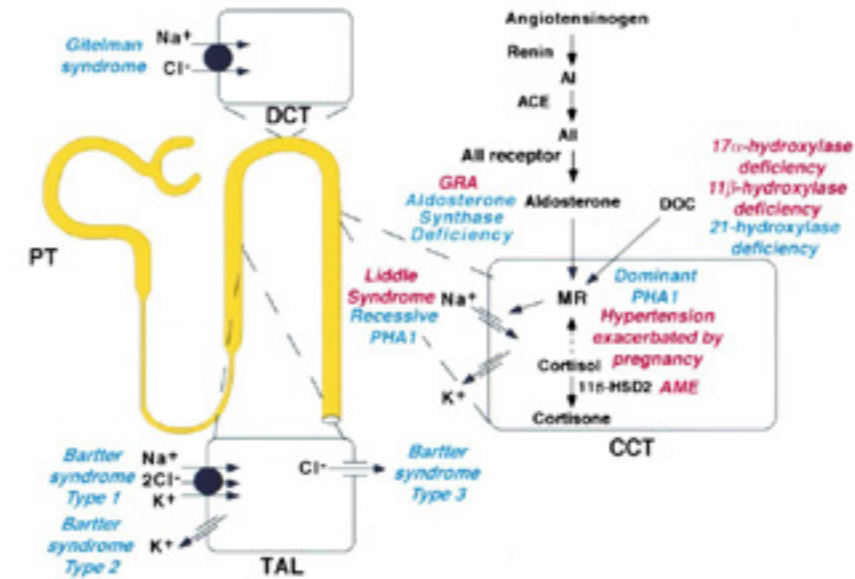 Gitelman
syndrome
Na+
Cl-
DCT
PT
Angiotensinogen
Renin
AI
ACE
AII
AII receptor
GRA
Aldosterone
Synthase
Deficiency
Aldosterone
DOC
17α-hydroxylase
deficiency
11β-hydroxylase
deficiency
21-hydroxylase
deficiency
Liddle
Syndrome
Recessive
PHA1
Na+
MR
Dominant
PHA1
Hypertension
exacerbated by
pregnancy
Cortisol
11β-HSD2 AME
Cortisone
K+
CCT
Bartter
syndrome
Type 1
Na+
2Cl-
K+
Bartter
syndrome
Type 2
K+
Cl-
Bartter
syndrome
Type 3
TAL